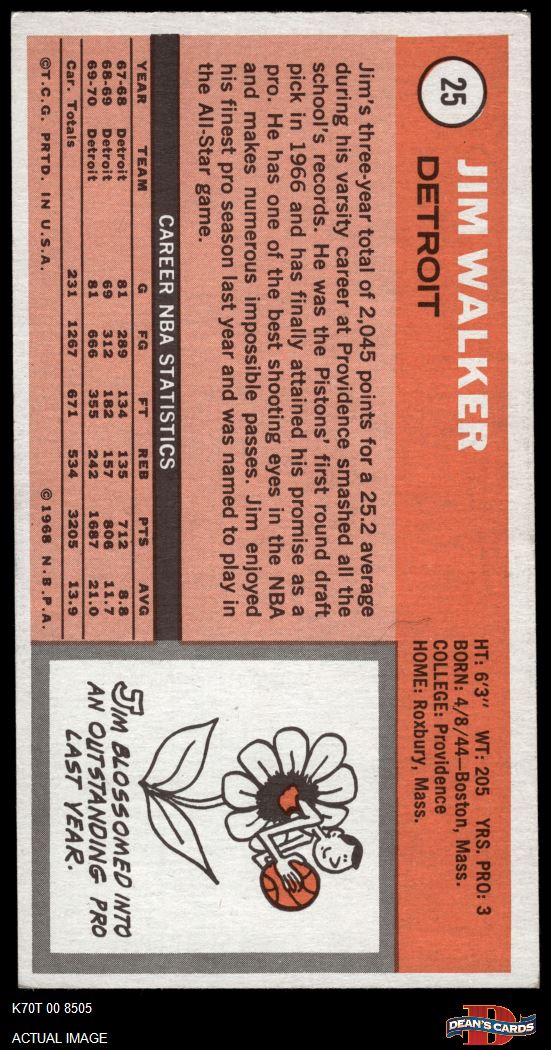 25
JIM WALKER
DETROIT
HT: 6'3" WT: 205 YRS. PRO: 3
BORN: 4/8/44—Boston, Mass.
COLLEGE: Providence
HOME: Roxbury, Mass.
Jim's three-year total of 2,045 points for a 25.2 average
during his varsity career at Providence smashed all the
school's records. He was the Pistons' first round draft
pick in 1966 and has finally attained his promise as a
pro. He has one of the best shooting eyes in the NBA
and makes numerous impossible passes. Jim enjoyed
his finest pro season last year and was named to play in
the All-Star game.
CAREER NBA STATISTICS
YEAR TEAM G FG FT REB PTS AVG
67-68 Detroit 81 289 134 135 712 8.8
68-69 Detroit 69 312 182 157 806 11.7
69-70 Detroit 81 666 355 242 1687 21.0
Car. Totals 231 1267 671 534 3205 13.9
©T.C.G. PRTD. IN U.S.A. ©1968 N.B.P.A.
JIM BLOSSOMED INTO
AN OUTSTANDING PRO
LAST YEAR.
K70T 00 8505
ACTUAL IMAGE
DEAN'S CARDS